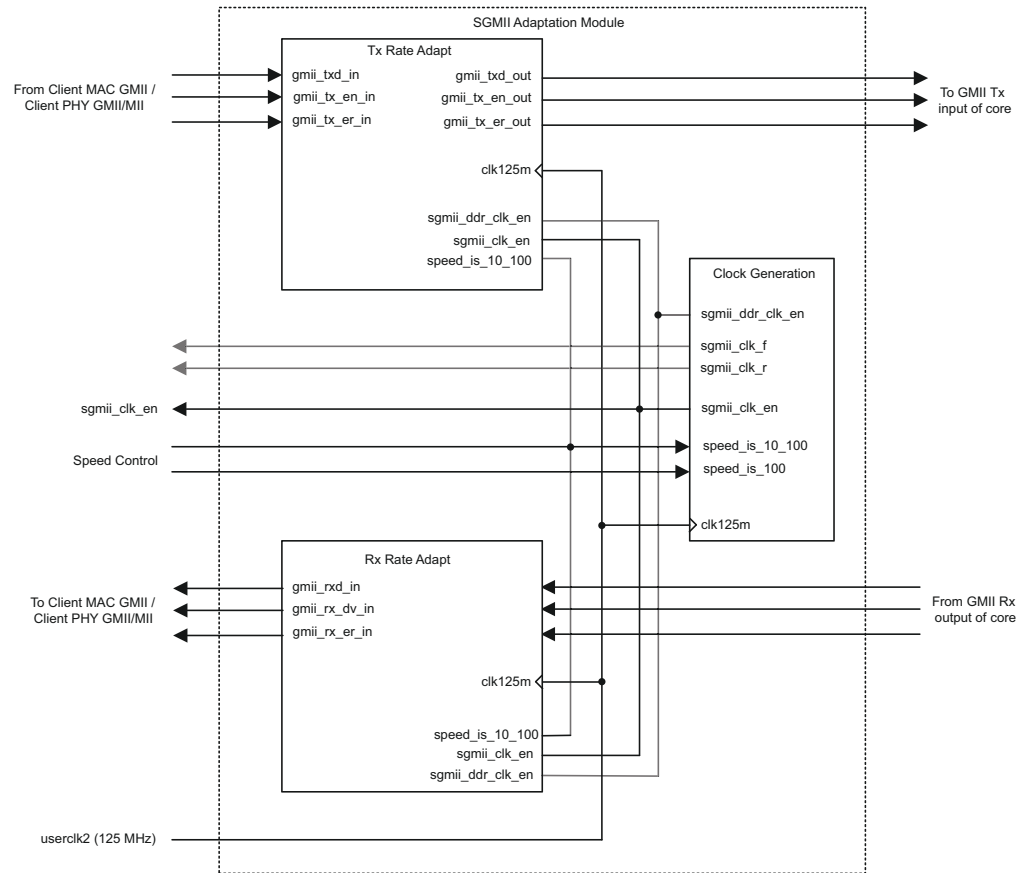 SGMII Adaptation Module
Tx Rate Adapt
From Client MAC GMII /
Client PHY GMII/MII
gmii_txd_in
gmii_tx_en_in
gmii_tx_er_in
gmii_txd_out
gmii_tx_en_out
gmii_tx_er_out
To GMII Tx
input of core
clk125m
sgmii_ddr_clk_en
sgmii_clk_en
speed_is_10_100
Clock Generation
sgmii_ddr_clk_en
sgmii_clk_f
sgmii_clk_r
sgmii_clk_en
sgmii_clk_en
Speed Control
speed_is_10_100
speed_is_100
clk125m
Rx Rate Adapt
To Client MAC GMII /
Client PHY GMII/MII
gmii_rxd_in
gmii_rx_dv_in
gmii_rx_er_in
From GMII Rx
output of core
clk125m
speed_is_10_100
sgmii_clk_en
sgmii_ddr_clk_en
userclk2 (125 MHz)